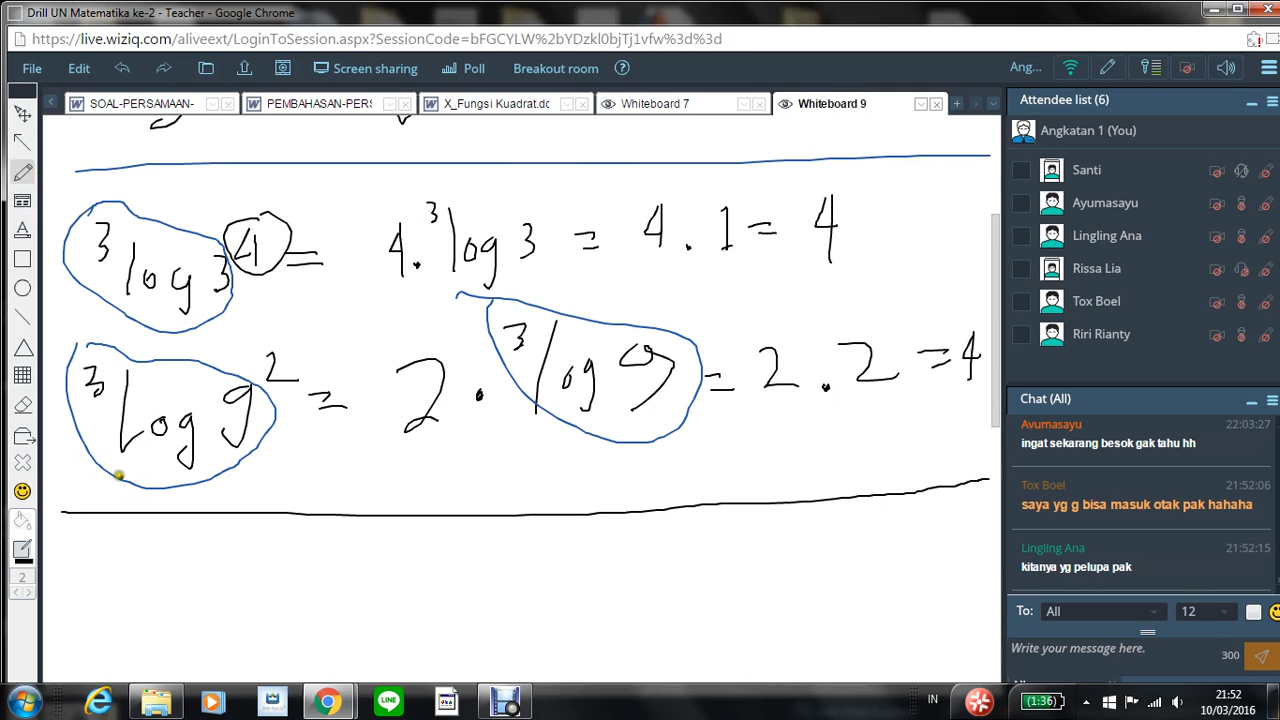 Drill UN Matematika ke-2 - Teacher - Google Chrome
https://live.wiziq.com/aliveext/LoginToSession.aspx?SessionCode=bFGCYLW%2bYDzkl0bjTj1vfw%3d%3d
File Edit Screen sharing Poll Breakout room Ang...
SOAL-PERSAMAAN- PEMBAHASAN-PERS X_Fungsi Kuadrat.dc Whiteboard 7 Whiteboard 9
Attendee list (6)
Angkatan 1 (You)
Santi
Ayumasayu
Lingling Ana
Rissa Lia
Tox Boel
Riri Rianty
³log 3⁴ = 4.³log 3 = 4.1 = 4
³log 9² = 2.³log 9 = 2.2 = 4
Chat (All)
Avumasayu 22:03:27
ingat sekarang besok gak tahu hh
Tox Boel 21:52:06
saya yg g bisa masuk otak pak hahaha
Lingling Ana 21:52:15
kitanya yg pelupa pak
To: All 12
Write your message here. 300
2
IN (1:36) 21:52
10/03/2016
LINE